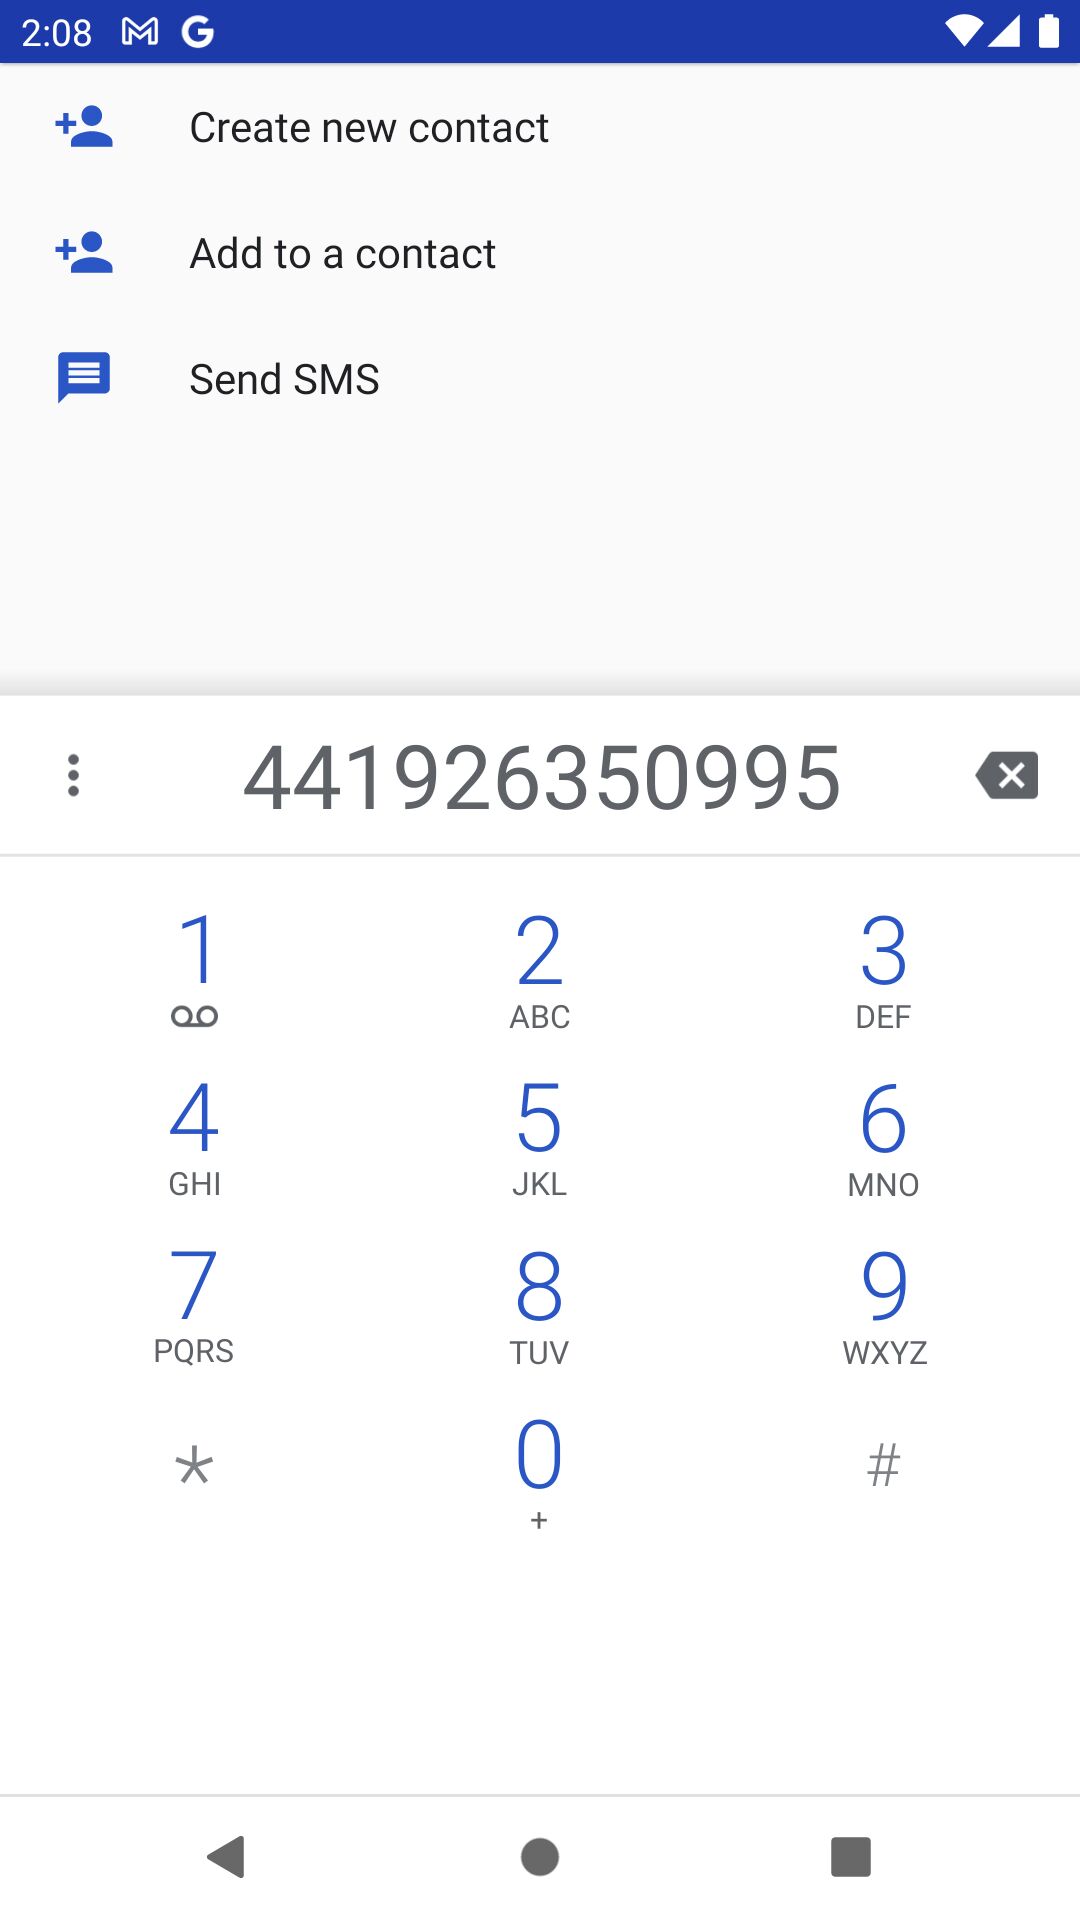 2:08
Create new contact
Add to a contact
Send SMS
441926350995
1 2 3
ABC DEF
4 5 6
GHI JKL MNO
7 8 9
PQRS TUV WXYZ
* 0 #
+